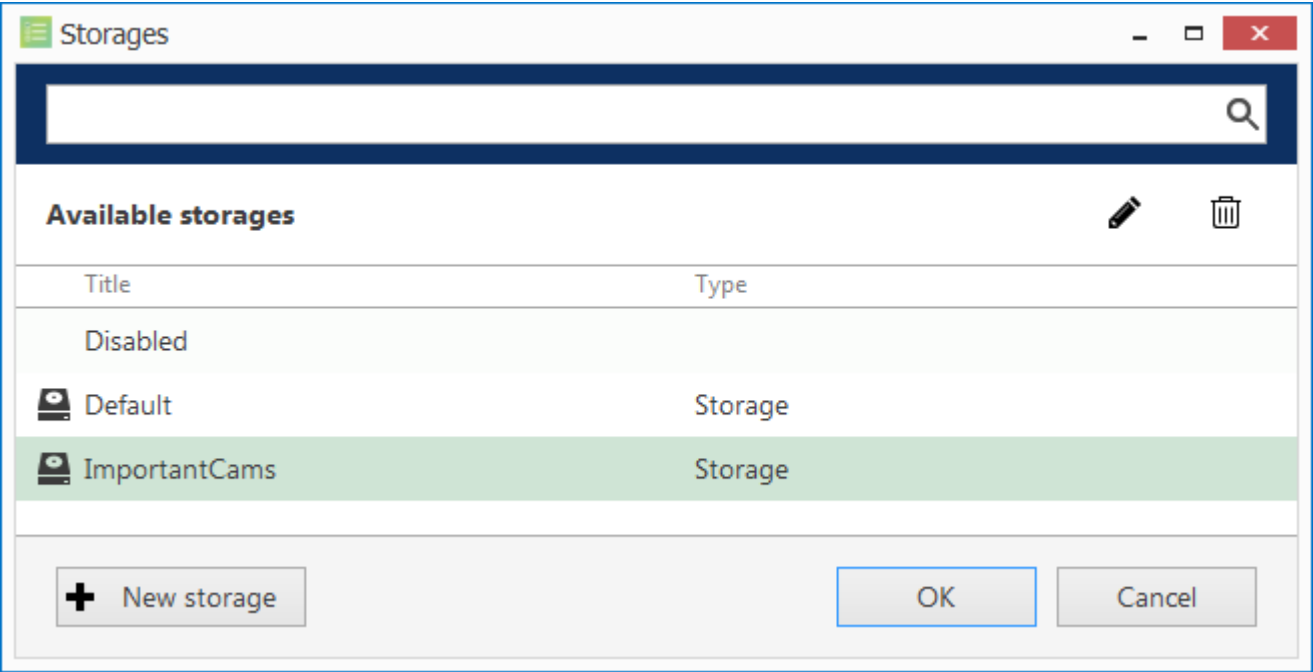 Storages
Available storages
Title Type
Disabled
Default Storage
ImportantCams Storage
New storage OK Cancel